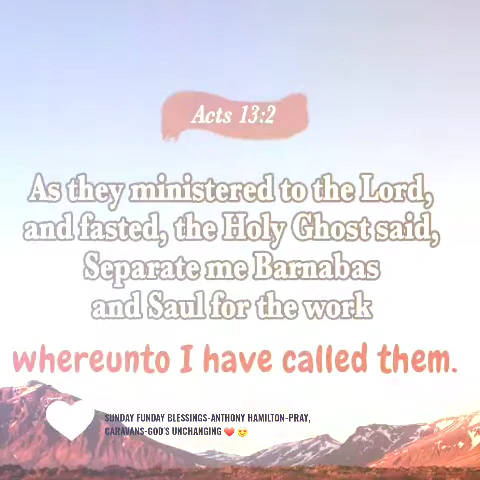 Acts 13:2
As they ministered to the Lord,
and fasted, the Holy Ghost said,
Separate me Barnabas
and Saul for the work
whereunto I have called them.
SUNDAY FUNDAY BLESSINGS-ANTHONY HAMILTON-PRAY,
CARAVANS-GOD'S UNCHANGING ❤️ 😇